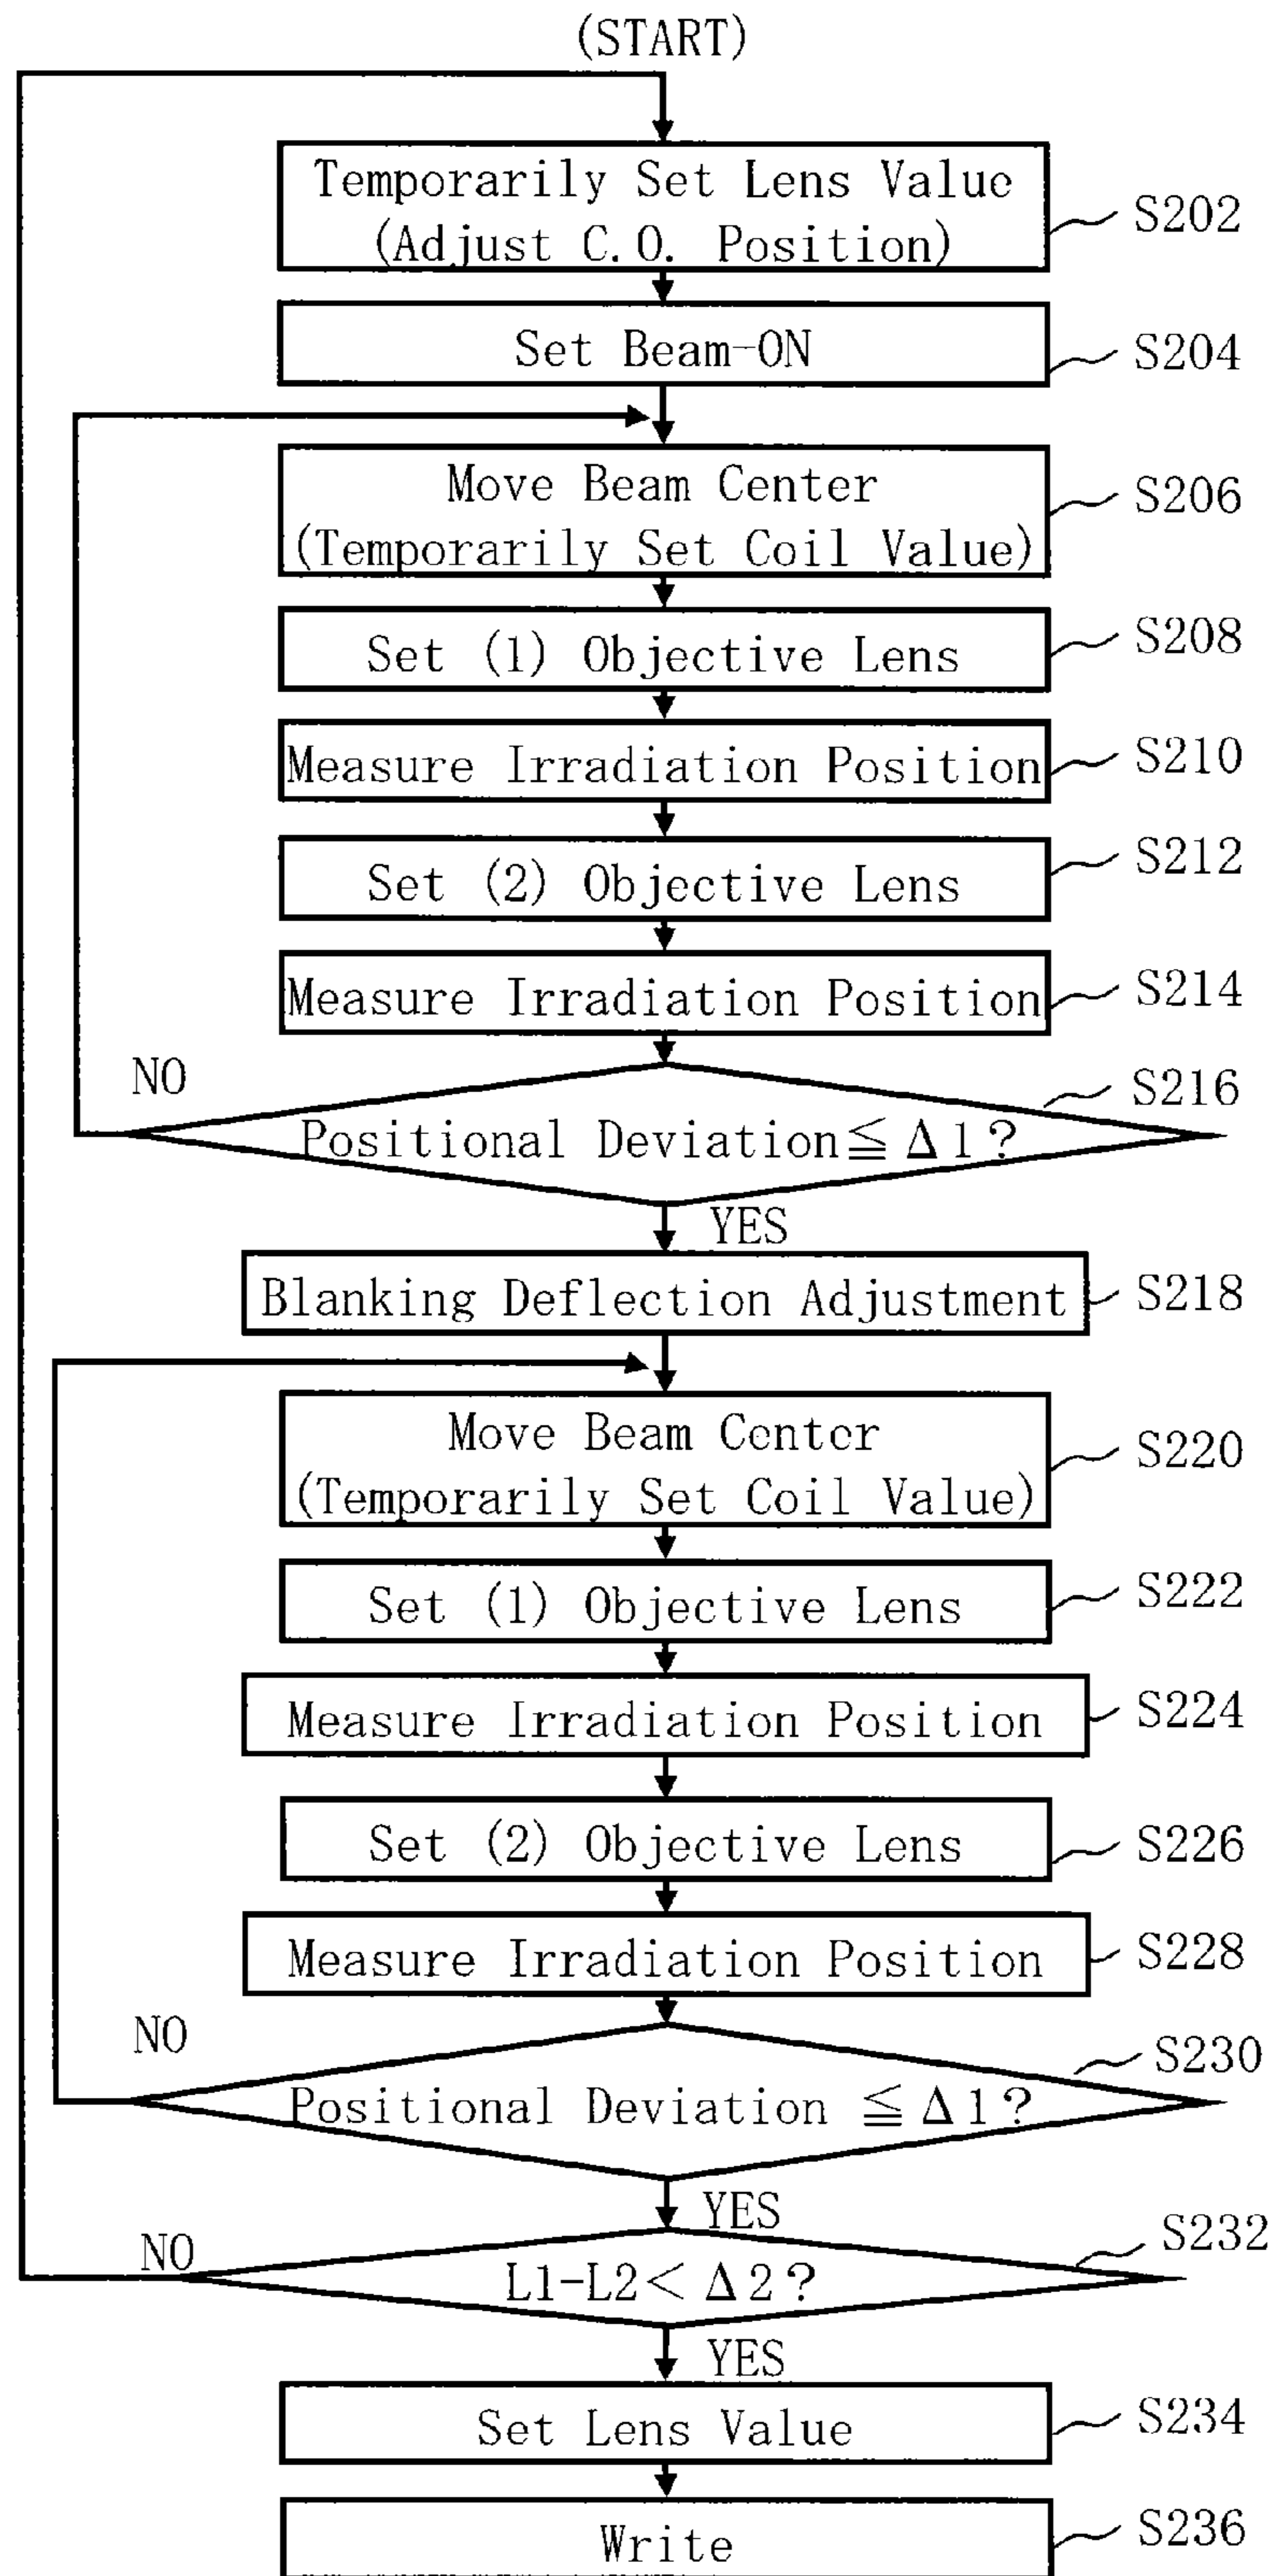 (START)
Temporarily Set Lens Value
(Adjust C.O. Position)
S202
Set Beam-ON
S204
Move Beam Center
(Temporarily Set Coil Value)
S206
Set (1) Objective Lens
S208
Measure Irradiation Position
S210
Set (2) Objective Lens
S212
Measure Irradiation Position
S214
NO
Positional Deviation≦Δ1?
S216
YES
Blanking Deflection Adjustment
S218
Move Beam Center
(Temporarily Set Coil Value)
S220
Set (1) Objective Lens
S222
Measure Irradiation Position
S224
Set (2) Objective Lens
S226
Measure Irradiation Position
S228
NO
Positional Deviation ≦Δ1?
S230
YES
NO
L1-L2<Δ2?
S232
YES
Set Lens Value
S234
Write
S236